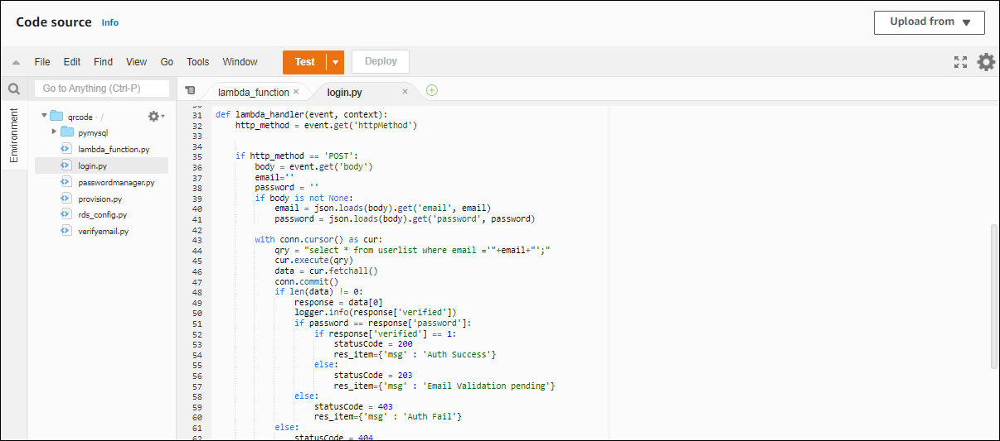 Code source Info
Upload from
File Edit Find View Go Tools Window Test Deploy
Go to Anything (Ctrl-P)
lambda_function × login.py ×
Environment
qrcode - /
pymysql
lambda_function.py
login.py
passwordmanager.py
provision.py
rds_config.py
verifyemail.py
30
31 def lambda_handler(event, context):
32 http_method = event.get('httpMethod')
33
34
35 if http_method == 'POST':
36 body = event.get('body')
37 email=''
38 password = ''
39 if body is not None:
40 email = json.loads(body).get('email', email)
41 password = json.loads(body).get('password', password)
42
43 with conn.cursor() as cur:
44 qry = "select * from userlist where email ='"+email+"';"
45 cur.execute(qry)
46 data = cur.fetchall()
47 conn.commit()
48 if len(data) != 0:
49 response = data[0]
50 logger.info(response['verified'])
51 if password == response['password']:
52 if response['verified'] == 1:
53 statusCode = 200
54 res_item={'msg' : 'Auth Success'}
55 else:
56 statusCode = 203
57 res_item={'msg' : 'Email Validation pending'}
58 else:
59 statusCode = 403
60 res_item={'msg' : 'Auth Fail'}
61 else:
62 statusCode = 404